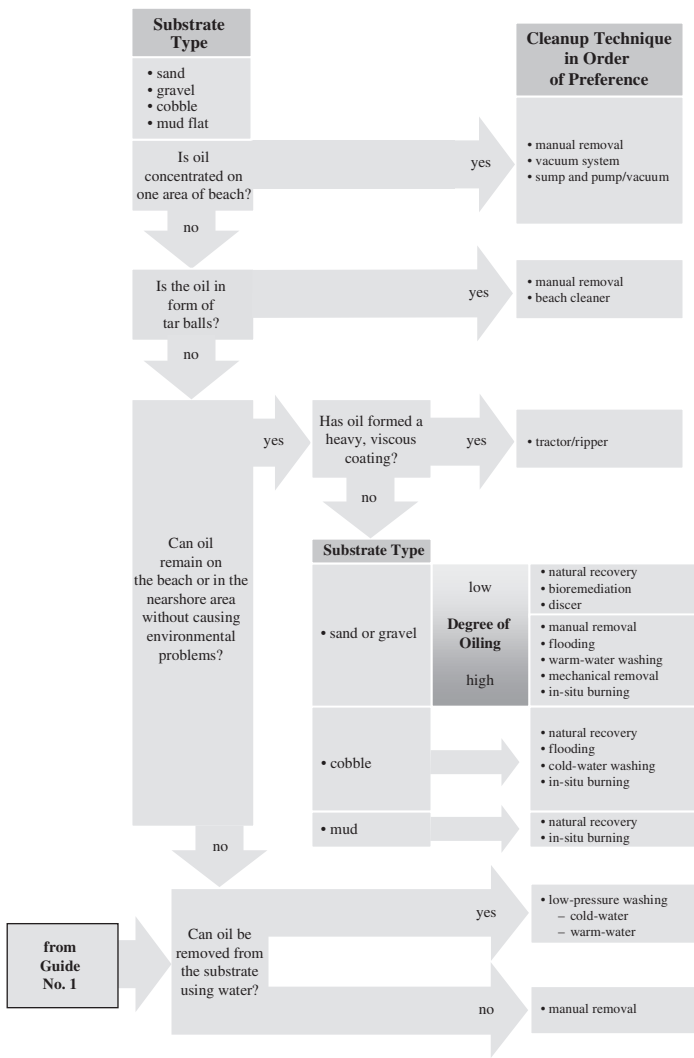 Substrate
Type
• sand
• gravel
• cobble
• mud flat
Cleanup Technique
in Order
of Preference
Is oil
concentrated on
one area of beach?
yes
• manual removal
• vacuum system
• sump and pump/vacuum
no
Is the oil in
form of
tar balls?
yes
• manual removal
• beach cleaner
no
Can oil
remain on
the beach or in the
nearshore area
without causing
environmental
problems?
yes
Has oil formed a
heavy, viscous
coating?
yes
• tractor/ripper
no
Substrate Type
• sand or gravel
low
Degree of
Oiling
high
• natural recovery
• bioremediation
• discer
• manual removal
• flooding
• warm-water washing
• mechanical removal
• in-situ burning
• cobble
• natural recovery
• flooding
• cold-water washing
• in-situ burning
• mud
• natural recovery
• in-situ burning
no
from
Guide
No. 1
Can oil be
removed from
the substrate
using water?
yes
• low-pressure washing
– cold-water
– warm-water
no
• manual removal